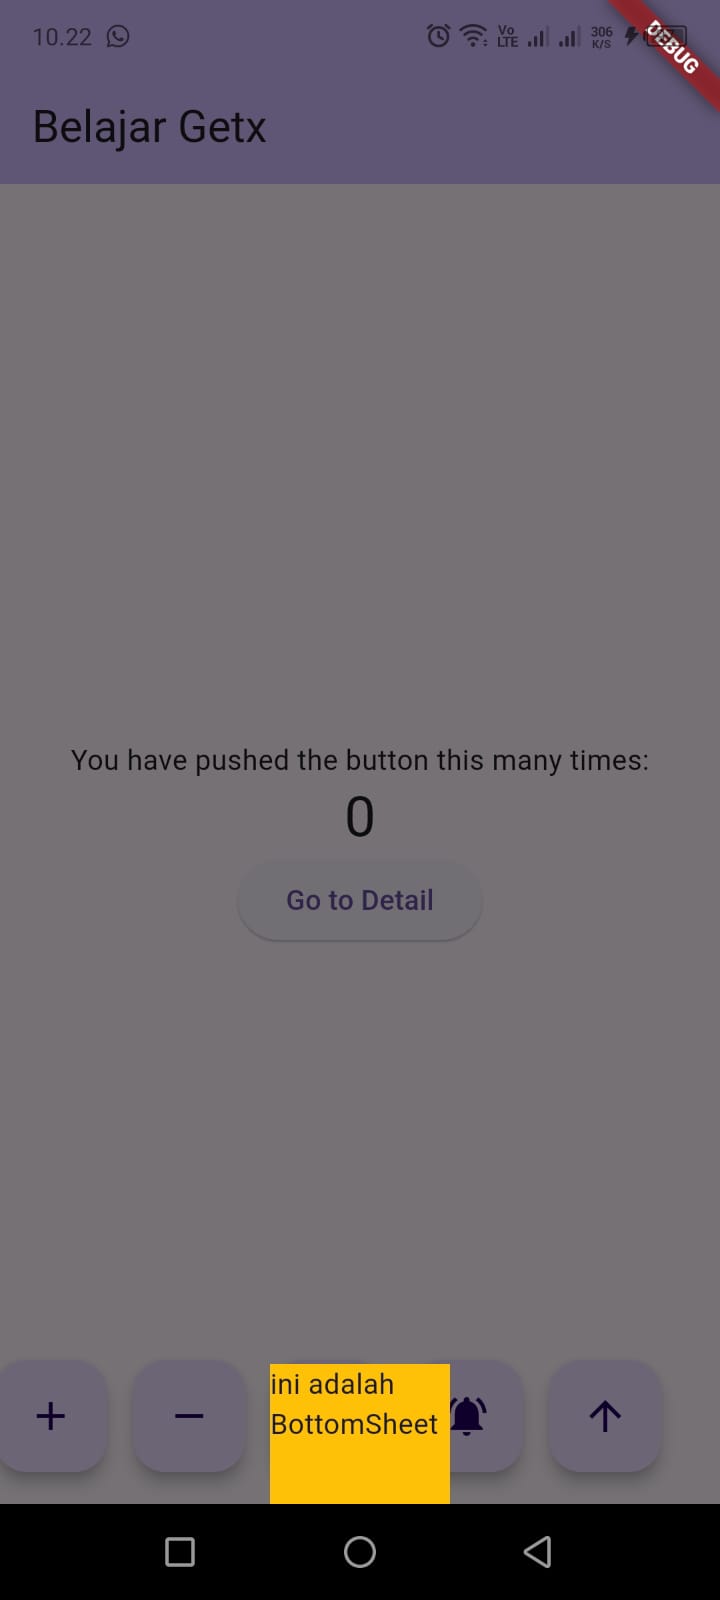 10.22
Vo
LTE
306
K/S
DEBUG
Belajar Getx
You have pushed the button this many times:
0
Go to Detail
ini adalah
BottomSheet